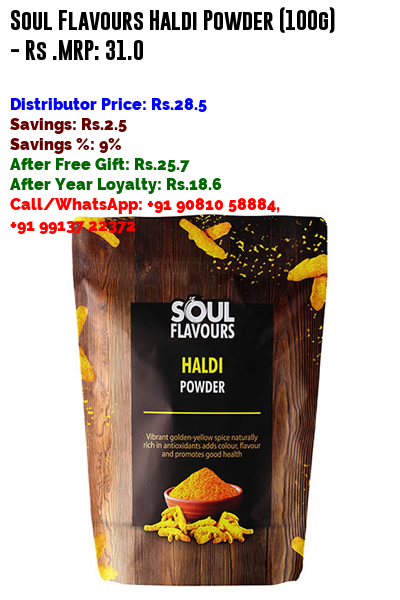 Soul Flavours Haldi Powder (100g)
- Rs .MRP: 31.0
Distributor Price: Rs.28.5
Savings: Rs.2.5
Savings %: 9%
After Free Gift: Rs.25.7
After Year Loyalty: Rs.18.6
Call/WhatsApp: +91 90810 58884,
+91 99137 22372
SOUL
FLAVOURS
HALDI
POWDER
Vibrant golden-yellow spice naturally
rich in antioxidants adds colour, flavour
and promotes good health